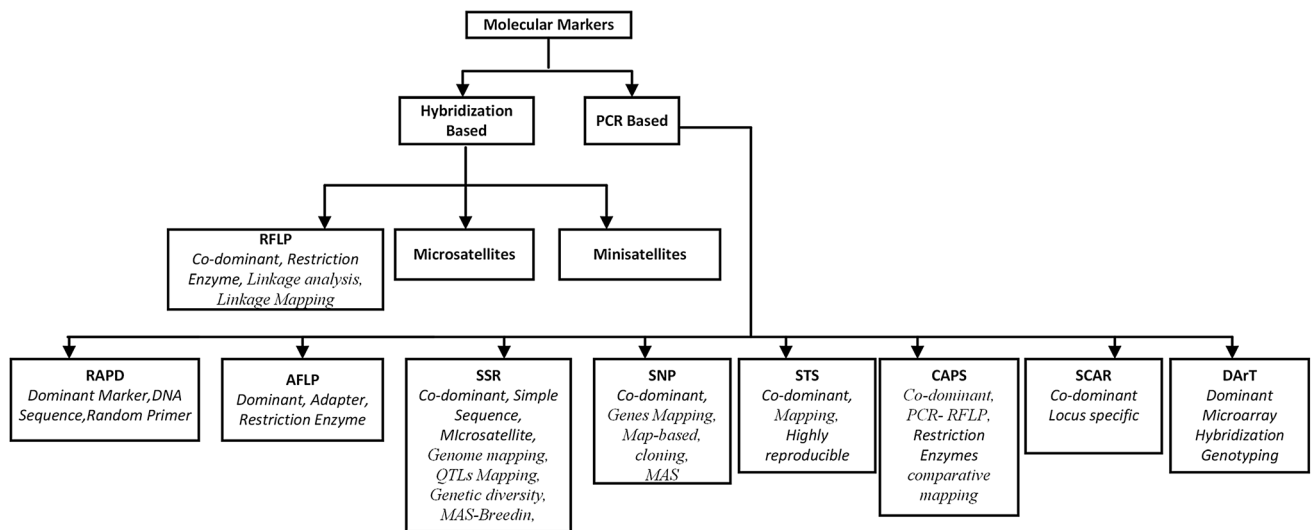 Molecular Markers
Hybridization
Based
PCR Based
RFLP
Co-dominant, Restriction
Enzyme, Linkage analysis,
Linkage Mapping
Microsatellites
Minisatellites
RAPD
Dominant Marker,DNA
Sequence,Random Primer
AFLP
Dominant, Adapter,
Restriction Enzyme
SSR
Co-dominant, Simple
Sequence,
MIcrosatellite,
Genome mapping,
QTLs Mapping,
Genetic diversity,
MAS-Breedin,
SNP
Co-dominant,
Genes Mapping,
Map-based,
cloning,
MAS
STS
Co-dominant,
Mapping,
Highly
reproducible
CAPS
Co-dominant,
PCR- RFLP,
Restriction
Enzymes
comparative
mapping
SCAR
Co-dominant
Locus specific
DArT
Dominant
Microarray
Hybridization
Genotyping